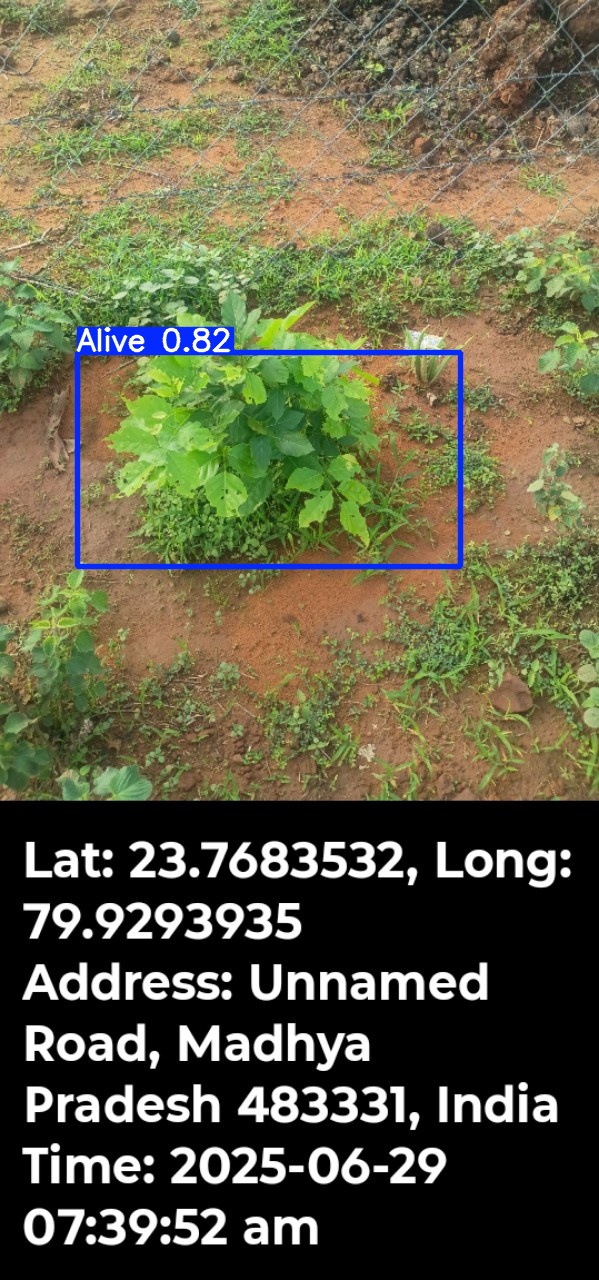 Alive 0.82
Lat: 23.7683532, Long:
79.9293935
Address: Unnamed
Road, Madhya
Pradesh 483331, India
Time: 2025-06-29
07:39:52 am